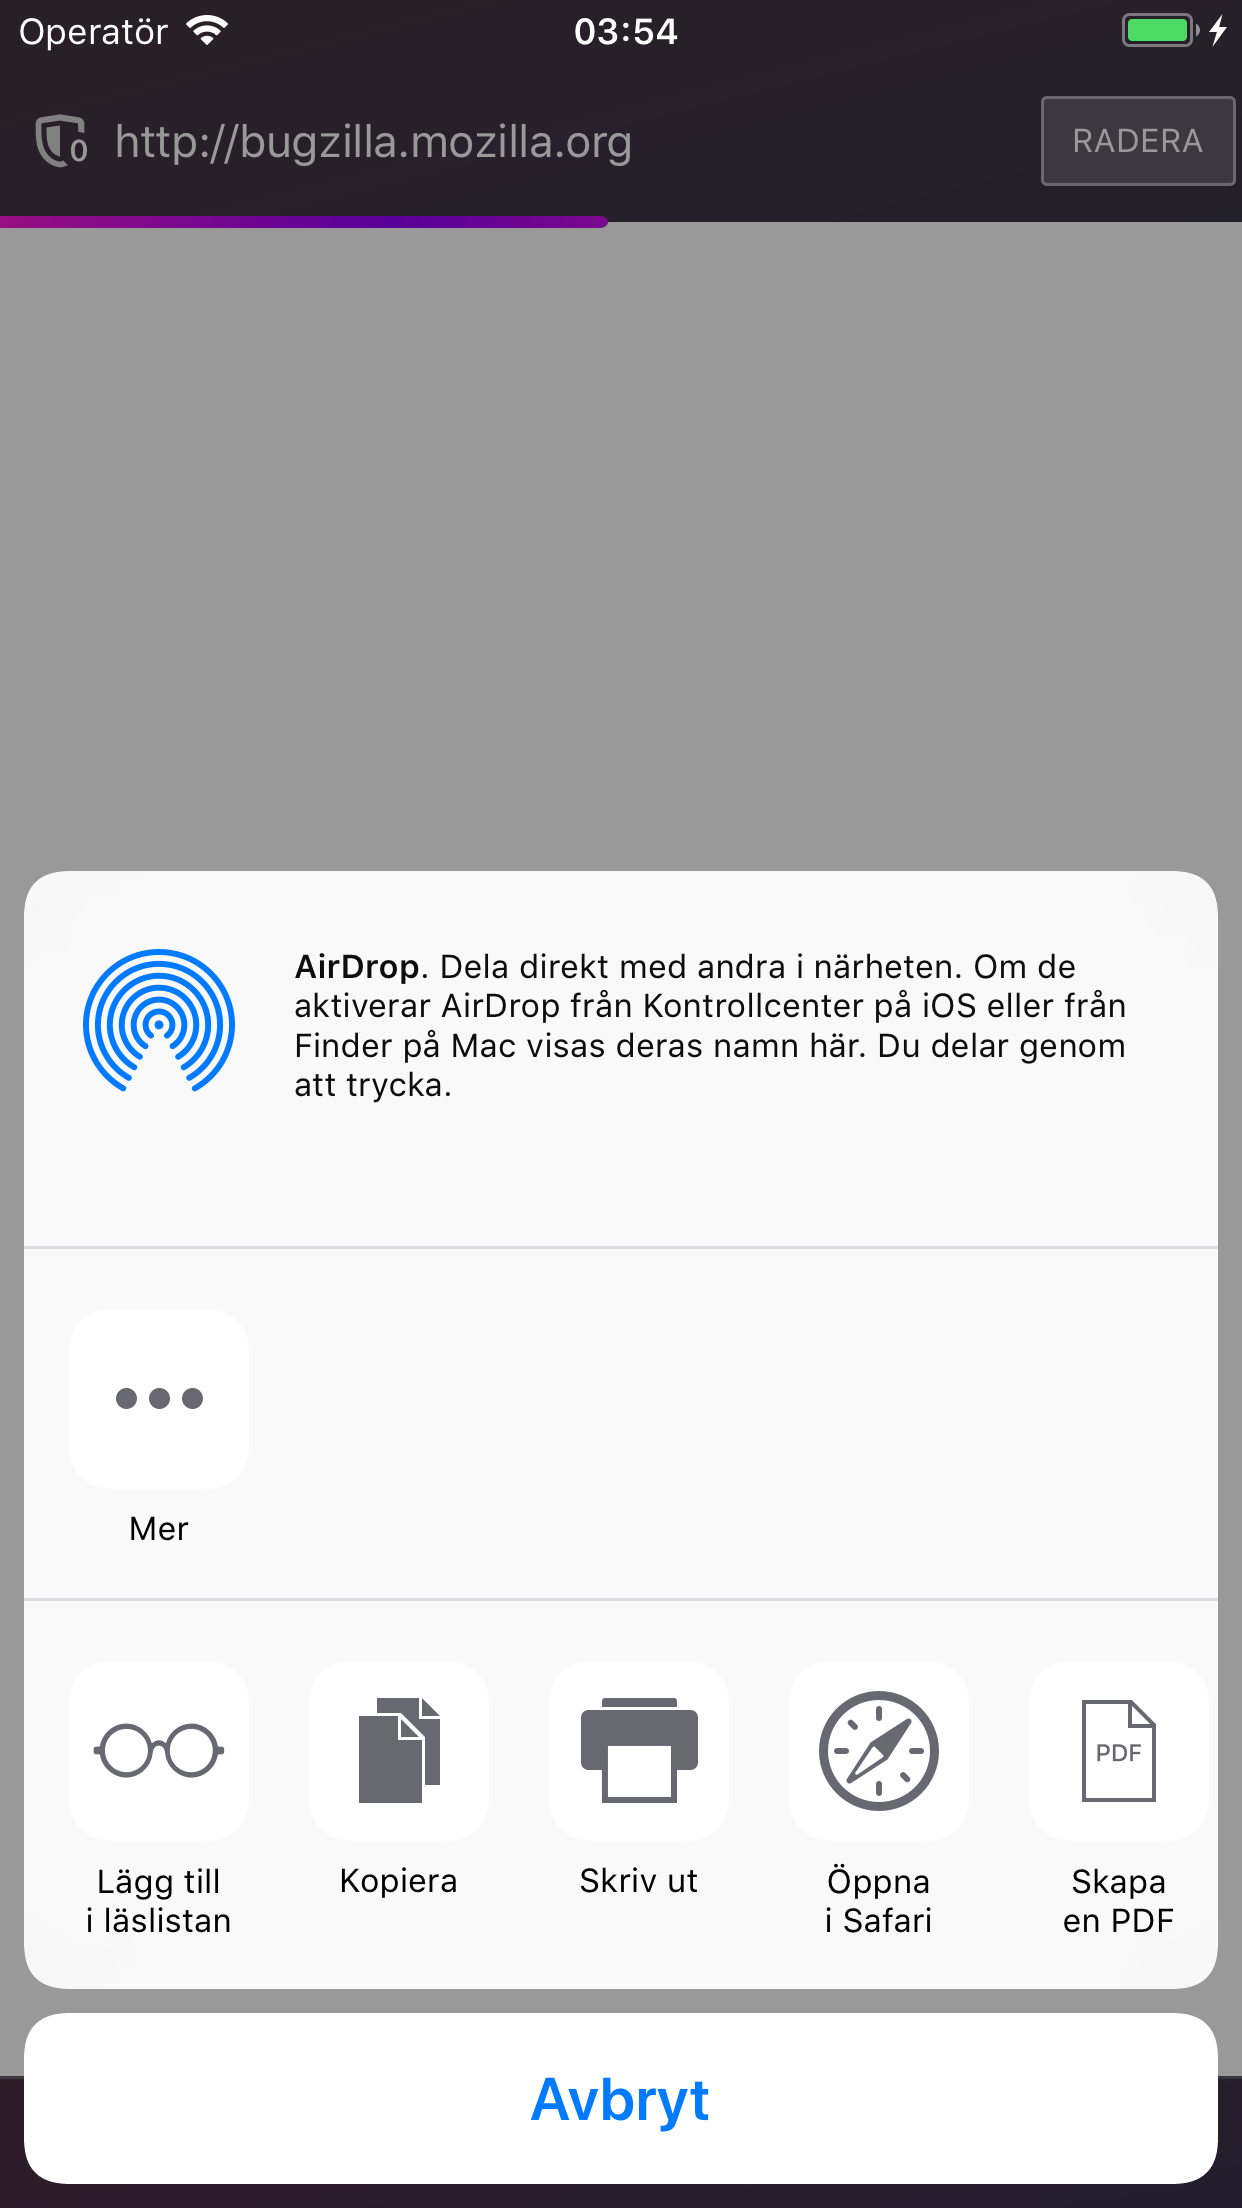 Operatör
03:54
0
http://bugzilla.mozilla.org
RADERA
AirDrop. Dela direkt med andra i närheten. Om de
aktiverar AirDrop från Kontrollcenter på iOS eller från
Finder på Mac visas deras namn här. Du delar genom
att trycka.
Mer
PDF
Lägg till
i läslistan
Kopiera
Skriv ut
Öppna
i Safari
Skapa
en PDF
Avbryt